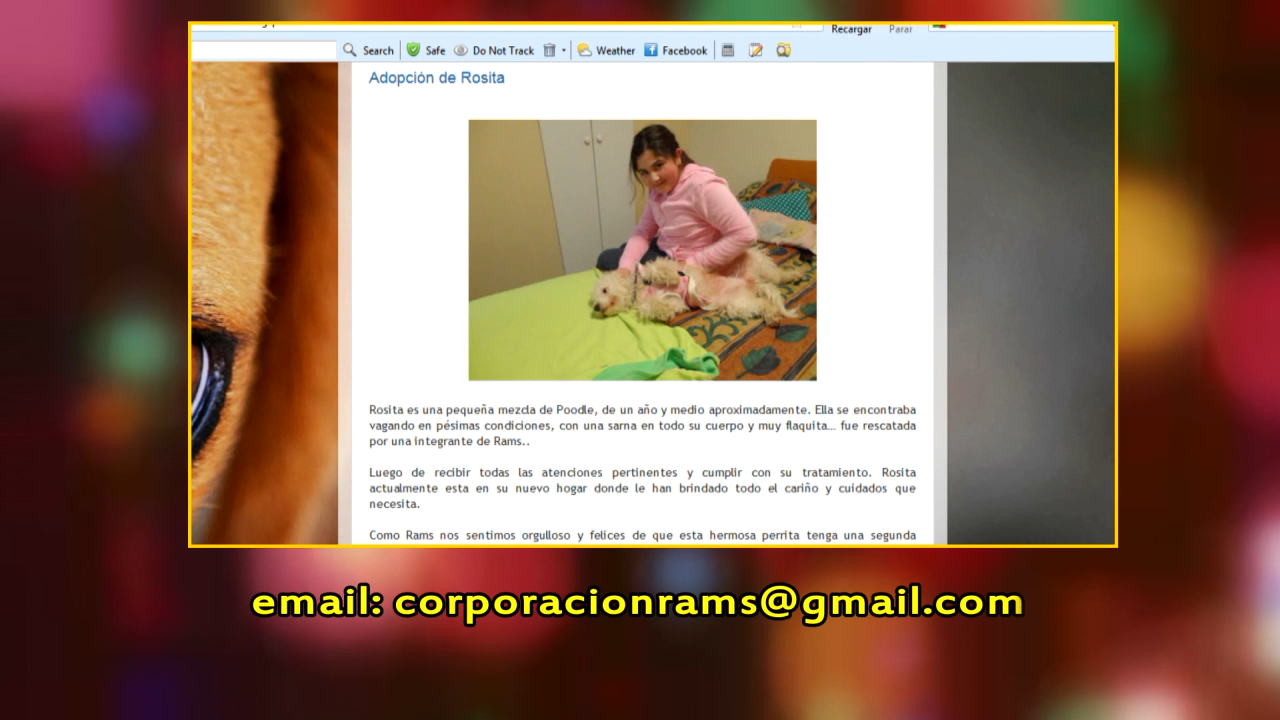 Recargar Parar
Search Safe Do Not Track Weather Facebook
Adopción de Rosita
Rosita es una pequeña mezcla de Poodle, de un año y medio aproximadamente. Ella se encontraba
vagando en pésimas condiciones, con una sarna en todo su cuerpo y muy flaquita... fue rescatada
por una integrante de Rams..
Luego de recibir todas las atenciones pertinentes y cumplir con su tratamiento. Rosita
actualmente esta en su nuevo hogar donde le han brindado todo el cariño y cuidados que
necesita.
Como Rams nos sentimos orgulloso y felices de que esta hermosa perrita tenga una segunda
email: corporacionrams@gmail.com